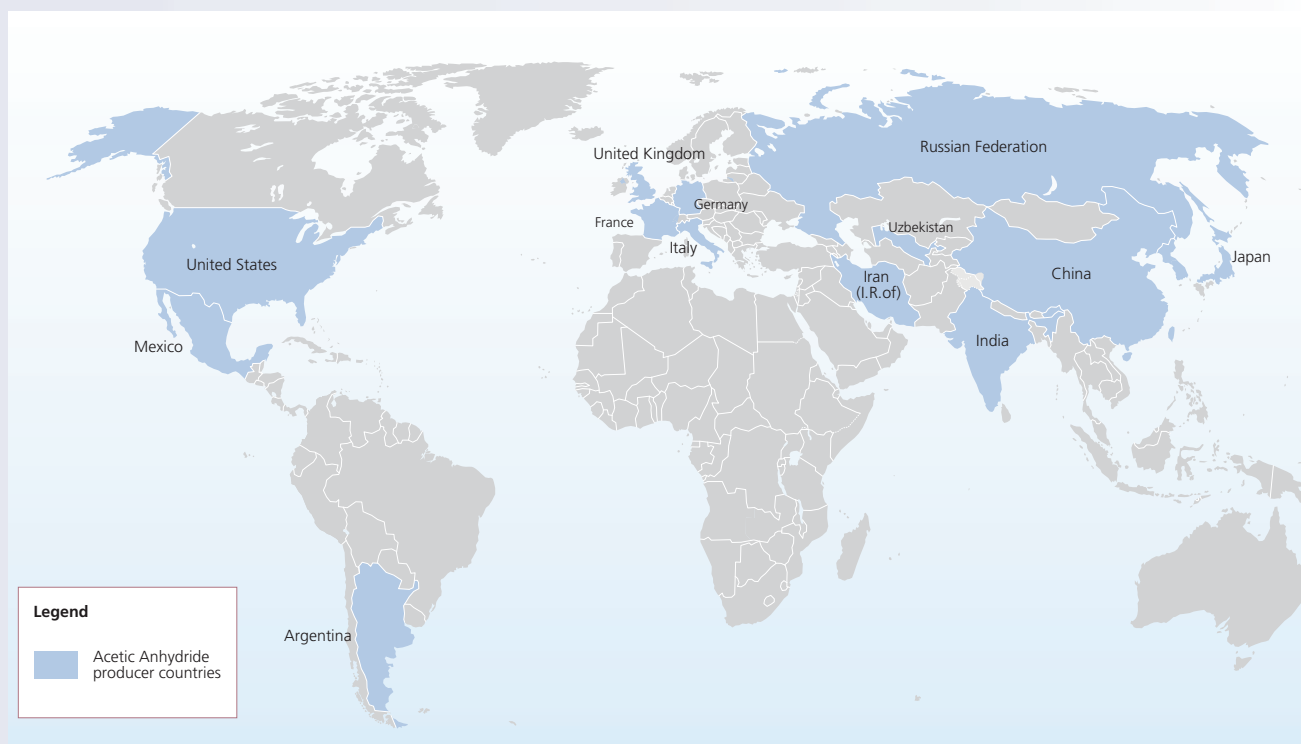 United Kingdom
Russian Federation
Germany
France
Uzbekistan
Italy
United States
Japan
China
Iran
(I.R.of)
India
Mexico
Legend
Argentina
Acetic Anhydride
producer countries